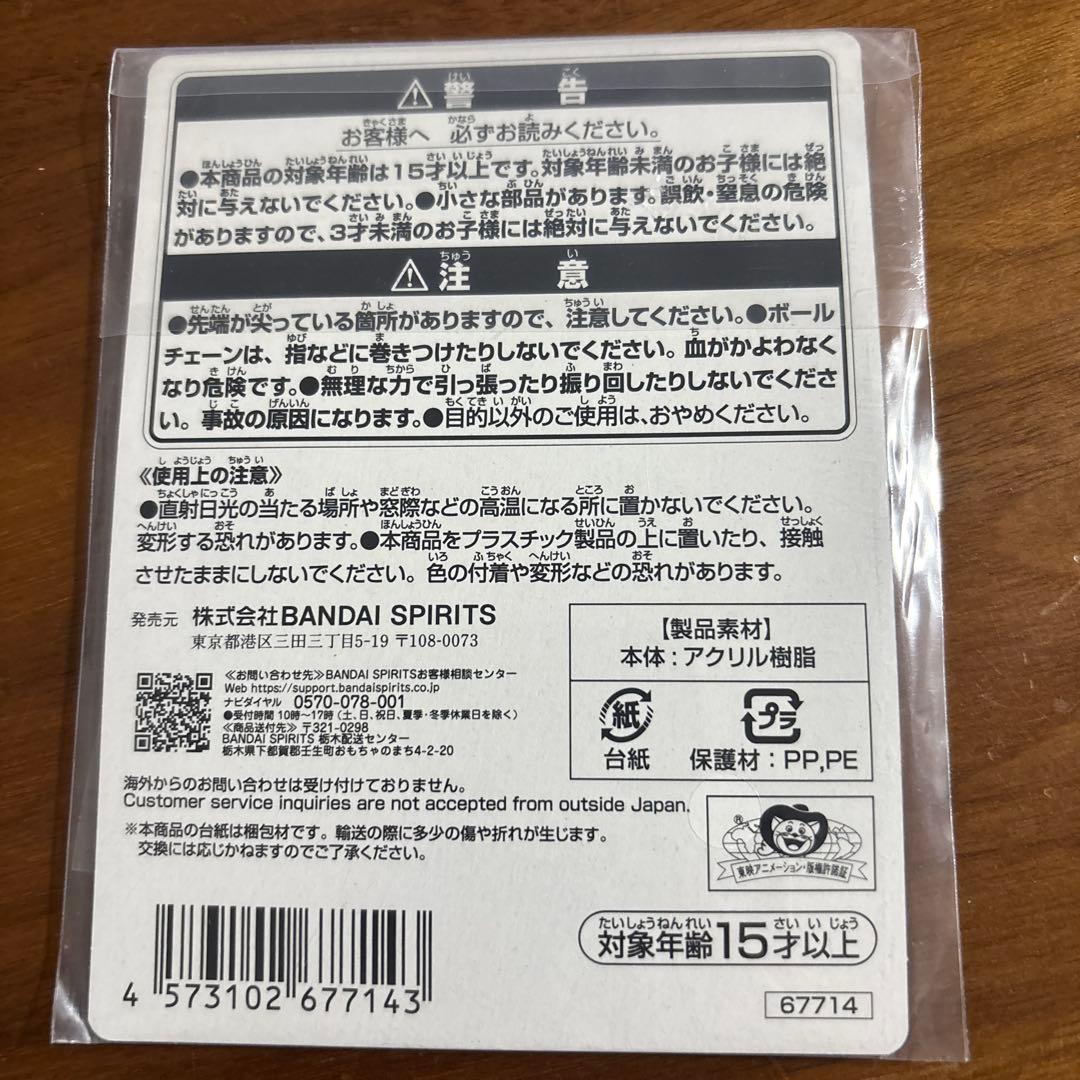 ⚠警告
お客様へ 必ずお読みください。
●本商品の対象年齢は15才以上です。対象年齢未満のお子様には絶
対に与えないでください。●小さな部品があります。誤飲・窒息の危険
がありますので、3才未満のお子様には絶対に与えないでください。
⚠注意
●先端が尖っている箇所がありますので、注意してください。●ボール
チェーンは、指などに巻きつけたりしないでください。血がかよわなく
なり危険です。●無理な力で引っ張ったり振り回したりしないでくださ
い。事故の原因になります。●目的以外のご使用は、おやめください。
《使用上の注意》
●直射日光の当たる場所や窓際などの高温になる所に置かないでください。
変形する恐れがあります。●本商品をプラスチック製品の上に置いたり、接触
させたままにしないでください。色の付着や変形などの恐れがあります。
発売元 株式会社BANDAI SPIRITS
東京都港区三田三丁目5-19 〒108-0073
≪お問い合わせ先≫BANDAI SPIRITSお客様相談センター
Web https://support.bandaispirits.co.jp
ナビダイヤル 0570-078-001
●受付時間 10時〜17時(土、日、祝日、夏季・冬季休業日を除く)
≪商品送付先≫〒321-0298
BANDAI SPIRITS 栃木配送センター
栃木県下都賀郡壬生町おもちゃのまち4-2-20
【製品素材】
本体:アクリル樹脂
紙
台紙
プラ
保護材:PP,PE
海外からのお問い合わせは受け付けておりません。
Customer service inquiries are not accepted from outside Japan.
※本商品の台紙は梱包材です。輸送の際に多少の傷や折れが生じます。
交換には応じかねますのでご了承ください。
®
東映アニメーション・版権許諾証
対象年齢15才以上
4 573102 677143
67714